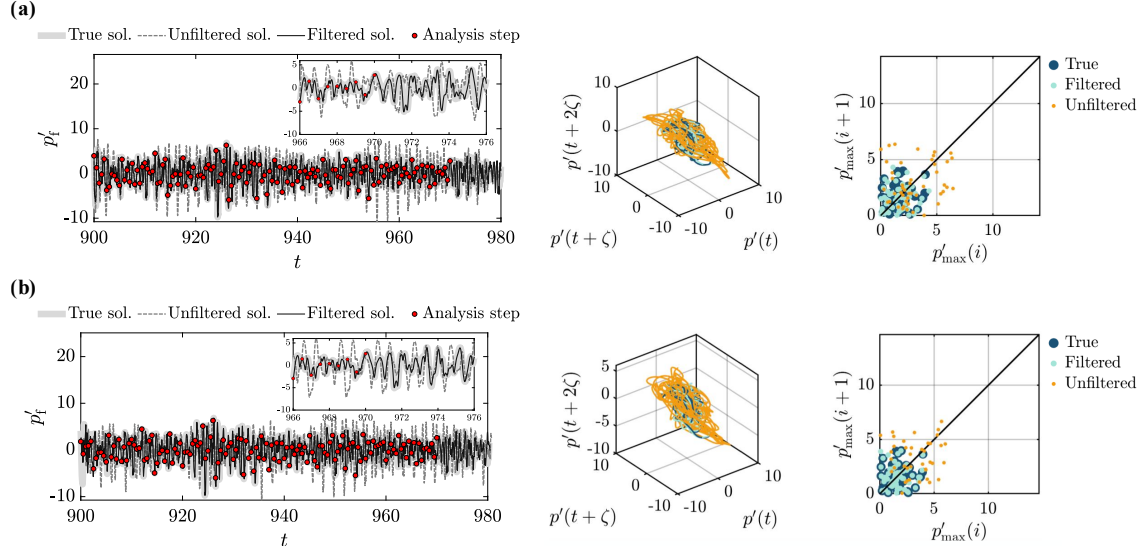 (a)
True sol. Unfiltered sol. Filtered sol. Analysis step
p′f
20
10
0
-10
900 920 940 960 980
t
5
0
-5
-10
966 968 970 972 974 976
p′(t + 2ζ)
10
0
-10
10
0
-10
-10
0
10
p′(t + ζ)
p′(t)
p′max(i + 1)
10
5
0
0 5 10
p′max(i)
True
Filtered
Unfiltered
(b)
True sol. Unfiltered sol. Filtered sol. Analysis step
p′f
20
10
0
-10
900 920 940 960 980
t
5
0
-5
-10
966 968 970 972 974 976
p′(t + 2ζ)
5
0
-5
-10
10
0
-10
-10
0
10
p′(t + ζ)
p′(t)
p′max(i + 1)
10
5
0
0 5 10
p′max(i)
True
Filtered
Unfiltered